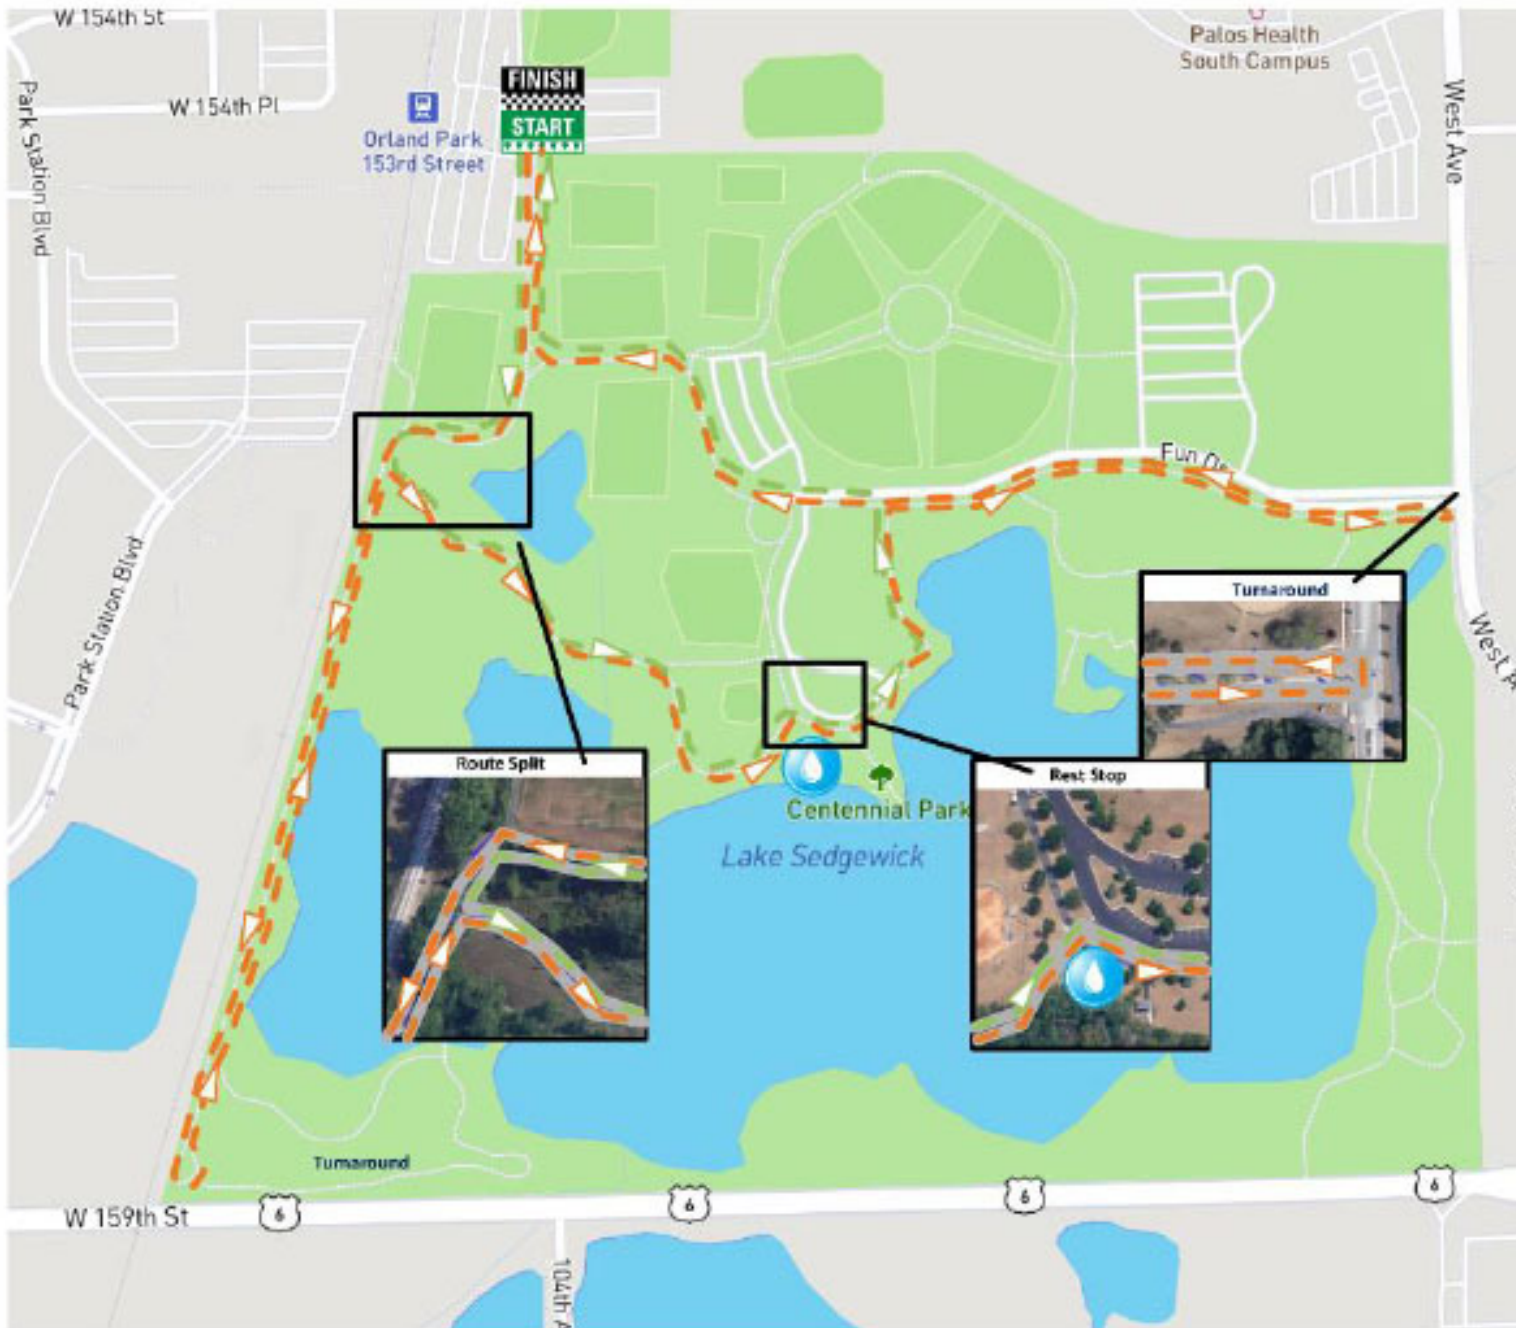 W 154th St
Palos Health
South Campus
FINISH
START
W 154th Pl
Orland Park
153rd Street
Park Station Blvd
West Ave
Fun
Park Station Blvd
Turnaround
West A
Route Split
Rest Stop
Centennial Park
Lake Sedgewick
Turnaround
W 159th St
6
6
6
6
104th A